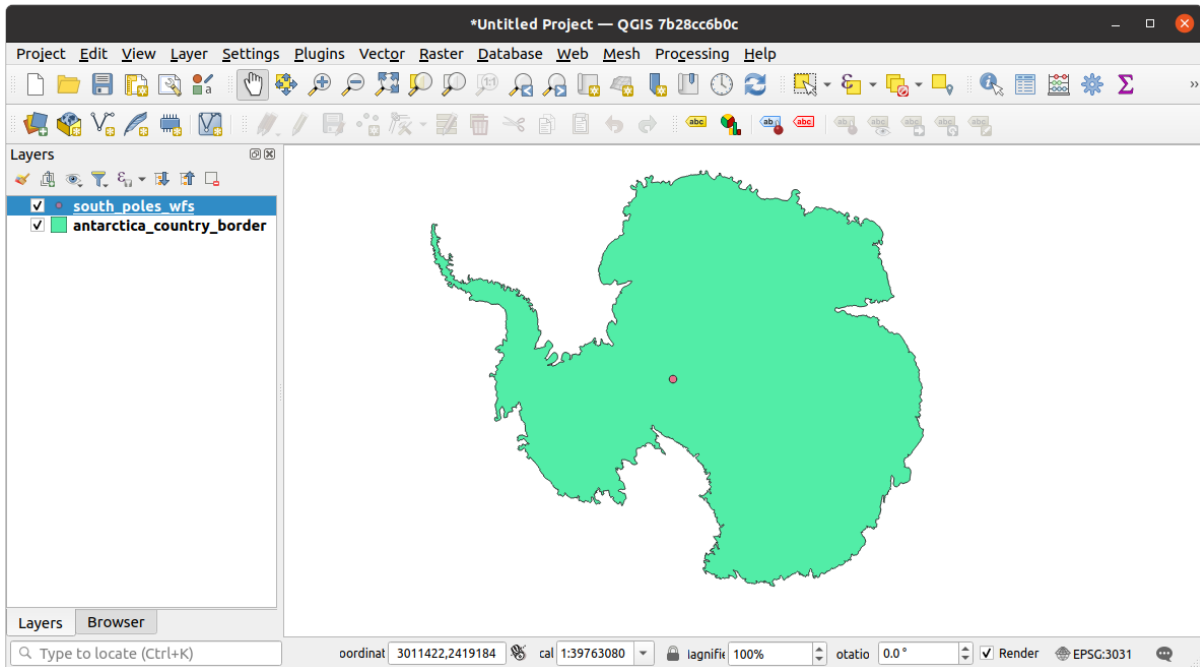 *Untitled Project — QGIS 7b28cc6b0c
Project Edit View Layer Settings Plugins Vector Raster Database Web Mesh Processing Help
abc abc abc
Layers
south_poles_wfs
antarctica_country_border
Layers Browser
Type to locate (Ctrl+K) oordinat 3011422,2419184 cal 1:39763080 lagnifie 100% otatio 0.0 ° Render EPSG:3031